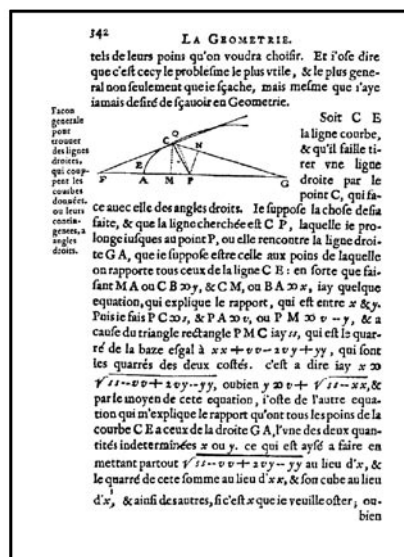 342
LA GEOMETRIE.
tels de leurs poins qu'on voudra choiſir. Et i'oſe dire
que c'eſt cecy le probleſme le plus vtile, & le plus gene-
ral non ſeulement que ie ſçache, mais meſme que i'aye
iamais deſiré de ſçauoir en Geometrie.
Façon
generale
pour
trouuer
des lignes
droites,
qui coup-
pent les
courbes
données,
ou leurs
contin-
gentes, a
angles
droits.
C
N
E
F A M P G
Soit C E
la ligne courbe,
& qu'il faille ti-
rer vne ligne
droite par le
point C, qui fa-
ce auec elle des angles droits. Ie ſuppoſe la choſe deſia
faite, & que la ligne cherchée eſt C P, laquelle ie pro-
longe iuſques au point P, ou elle rencontre la ligne droi-
te G A, que ie ſuppoſe eſtre celle aux poins de laquelle
on rapporte tous ceux de la ligne C E: en ſorte que fai-
ſant M A ou C B ꝏ y, & C M, ou B A ꝏ x, iay quelque
equation, qui explique le rapport, qui eſt entre x & y.
Puis ie fais P C ꝏ s, & P A ꝏ v, ou P M ꝏ v -- y, & a
cauſe du triangle rectangle P M C iay ss, qui eſt le quar-
ré de la baze eſgal à xx + vv -- 2vy + yy, qui ſont
les quarrés des deux coſtés. c'eſt a dire iay x ꝏ
√ss -- vv + 2vy -- yy, oubien y ꝏ v + √ss -- xx, &
par le moyen de cete equation, i'oſte de l'autre equa-
tion qui m'explique le rapport qu'ont tous les poins de la
courbe C E a ceux de la droite G A, l'vne des deux quan-
tités indeterminées x ou y. ce qui eſt ayſé a faire en
mettant partout √ss -- vv + 2vy -- yy au lieu d'x, &
le quarré de cete ſomme au lieu d'xx, & ſon cube au lieu
d'x³, & ainſi des autres, ſi c'eſt x que ie veuille oſter; ou-
bien